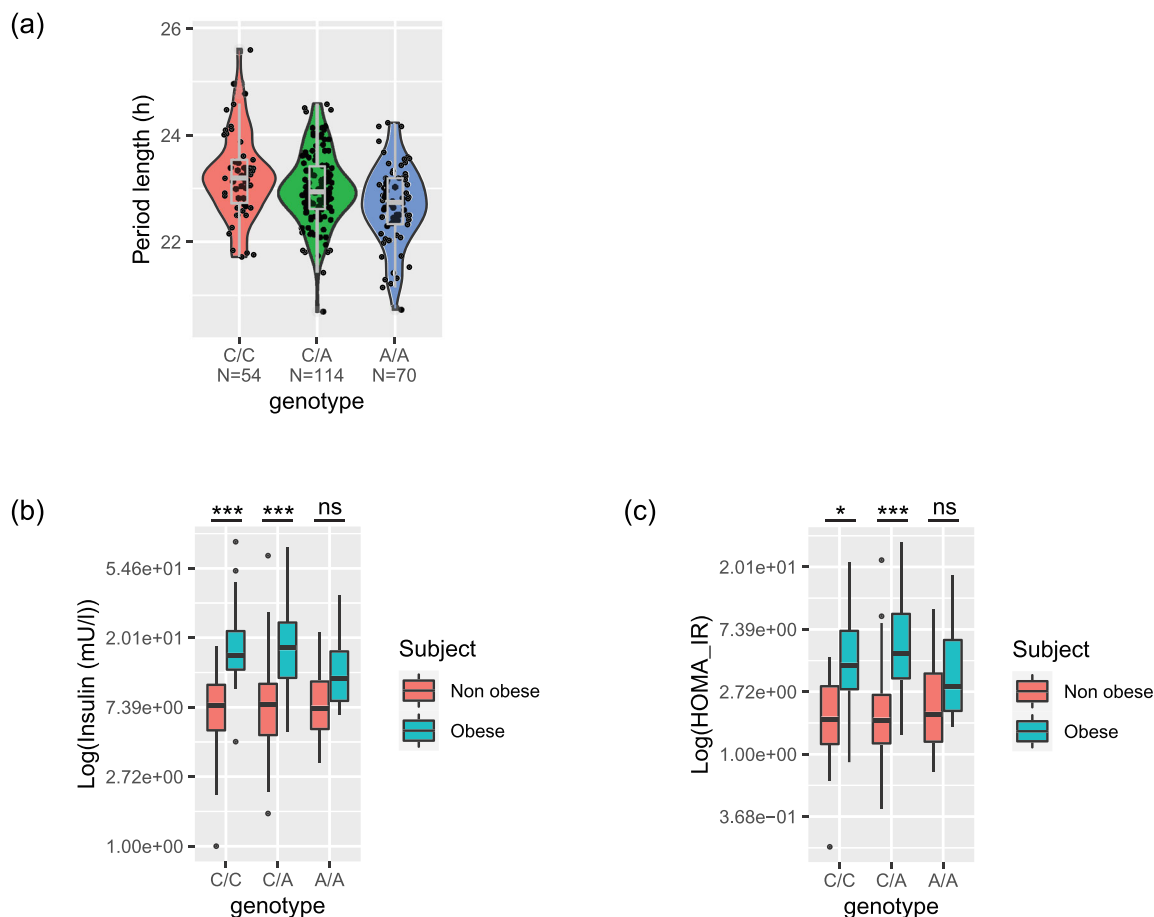 (a)
26
24
22
Period length (h)
C/C
N=54
C/A
N=114
A/A
N=70
genotype
(b)
*** *** ns
5.46e+01
2.01e+01
7.39e+00
2.72e+00
1.00e+00
Log(Insulin (mU/l))
C/C C/A A/A
genotype
Subject
Non obese
Obese
(c)
* *** ns
2.01e+01
7.39e+00
2.72e+00
1.00e+00
3.68e−01
Log(HOMA_IR)
C/C C/A A/A
genotype
Subject
Non obese
Obese